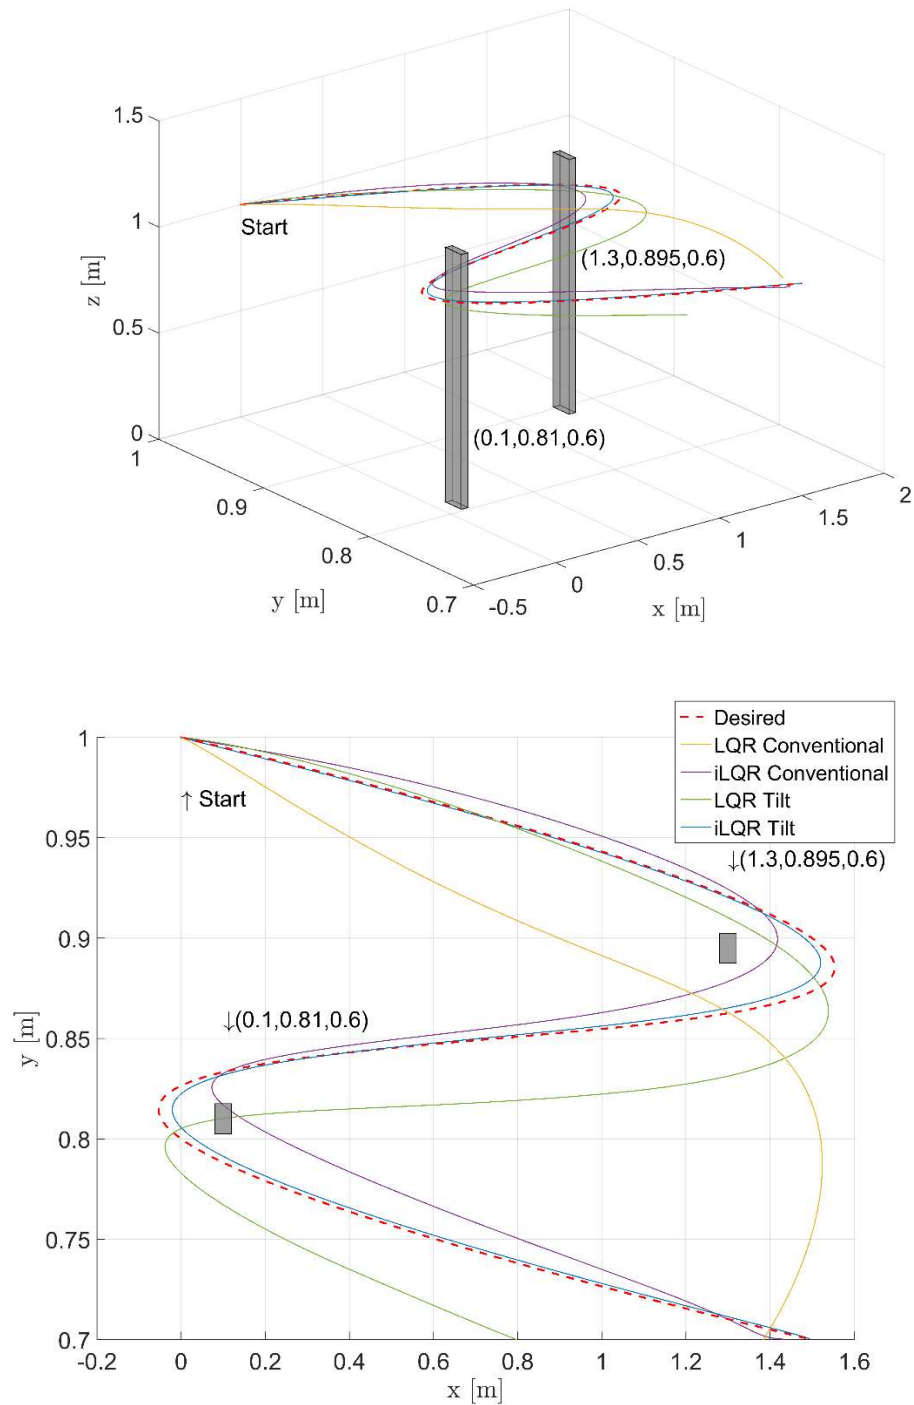 1.5
1
0.5
0
z [m]
Start
(1.3,0.895,0.6)
(0.1,0.81,0.6)
1
0.9
0.8
0.7
y [m]
-0.5
0
0.5
1
1.5
2
x [m]
Desired
LQR Conventional
iLQR Conventional
LQR Tilt
iLQR Tilt
↑ Start
↓(1.3,0.895,0.6)
↓(0.1,0.81,0.6)
1
0.95
0.9
0.85
0.8
0.75
0.7
y [m]
-0.2 0 0.2 0.4 0.6 0.8 1 1.2 1.4 1.6
x [m]